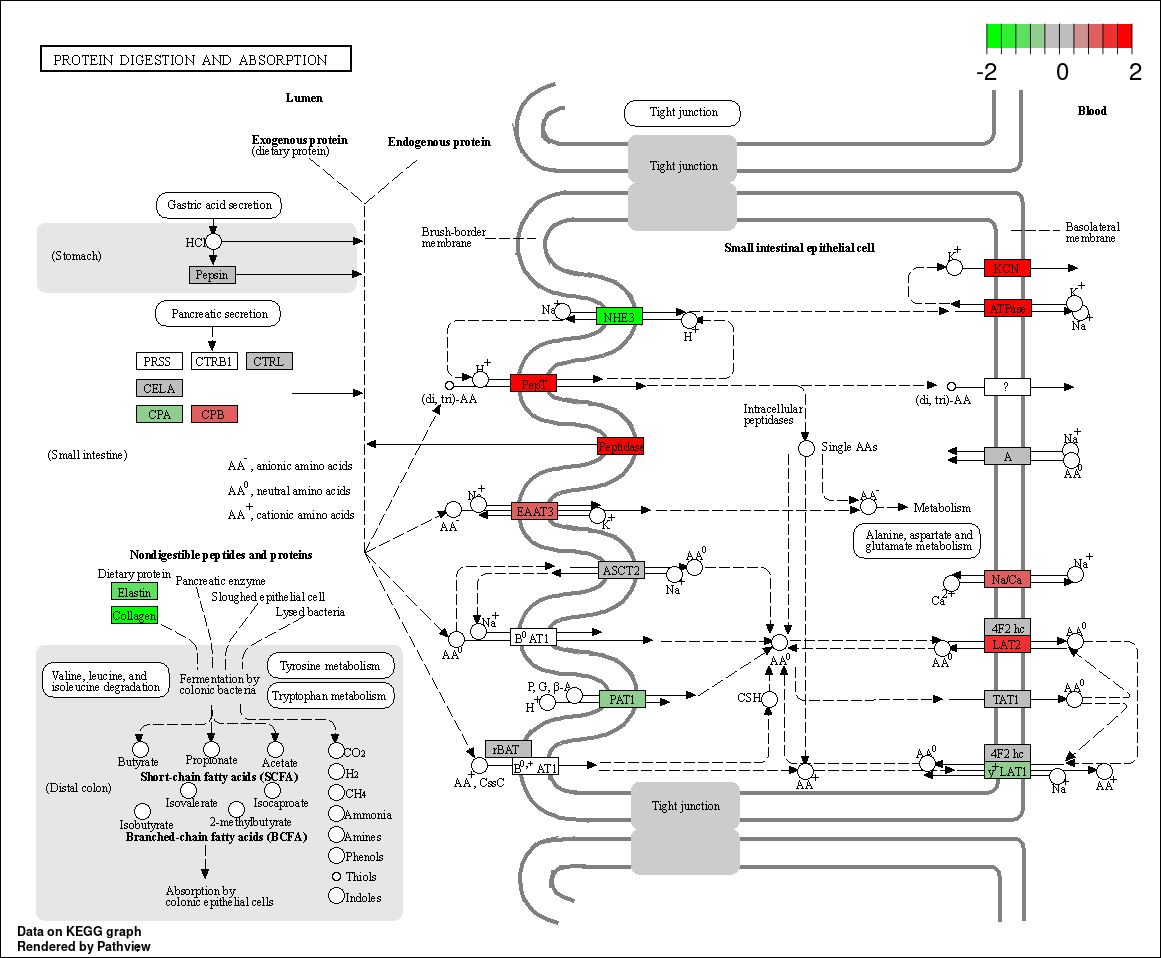 PROTEIN DIGESTION AND ABSORPTION
-2
0
2
Lumen
Blood
Tight junction
Exogenous protein
(dietary protein)
Endogenous protein
Tight junction
Gastric acid secretion
HCl
(Stomach)
Pepsin
Brush-border
membrane
Small intestinal epithelial cell
Basolateral
membrane
K+
KCN
Pancreatic secretion
Na+
NHE3
H+
ATPase
K+
Na+
PRSS
CTRB1
CTRL
CELA
CPA
CPB
H+
PepT
(di, tri)-AA
(di, tri)-AA
?
Intracellular
peptidases
Peptidase
Single AAs
A
Na+
AA0
(Small intestine)
AA-, anionic amino acids
AA0, neutral amino acids
AA+, cationic amino acids
Na+
AA-
EAAT3
K+
AA-
Metabolism
Alanine, aspartate and
glutamate metabolism
Nondigestible peptides and proteins
Dietary protein
Pancreatic enzyme
Elastin
Sloughed epithelial cell
Collagen
Lysed bacteria
ASCT2
AA0
Na+
Na/Ca
Na+
Ca2+
Na+
AA0
B0AT1
AA0
4F2 hc
LAT2
AA0
AA0
Valine, leucine, and
isoleucine degradation
Fermentation by
colonic bacteria
Tyrosine metabolism
Tryptophan metabolism
P, G, β-A
H+
PAT1
CSH
TAT1
AA0
Butyrate
Propionate
Acetate
CO2
Short-chain fatty acids (SCFA)
H2
(Distal colon)
Isovalerate
Isocaproate
CH4
Isobutyrate
2-methylbutyrate
Ammonia
Branched-chain fatty acids (BCFA)
Amines
Phenols
Thiols
Indoles
Absorption by
colonic epithelial cells
rBAT
B0,+AT1
AA+, CssC
AA+
AA0
4F2 hc
y+LAT1
Na+
AA+
Tight junction
Data on KEGG graph
Rendered by Pathview